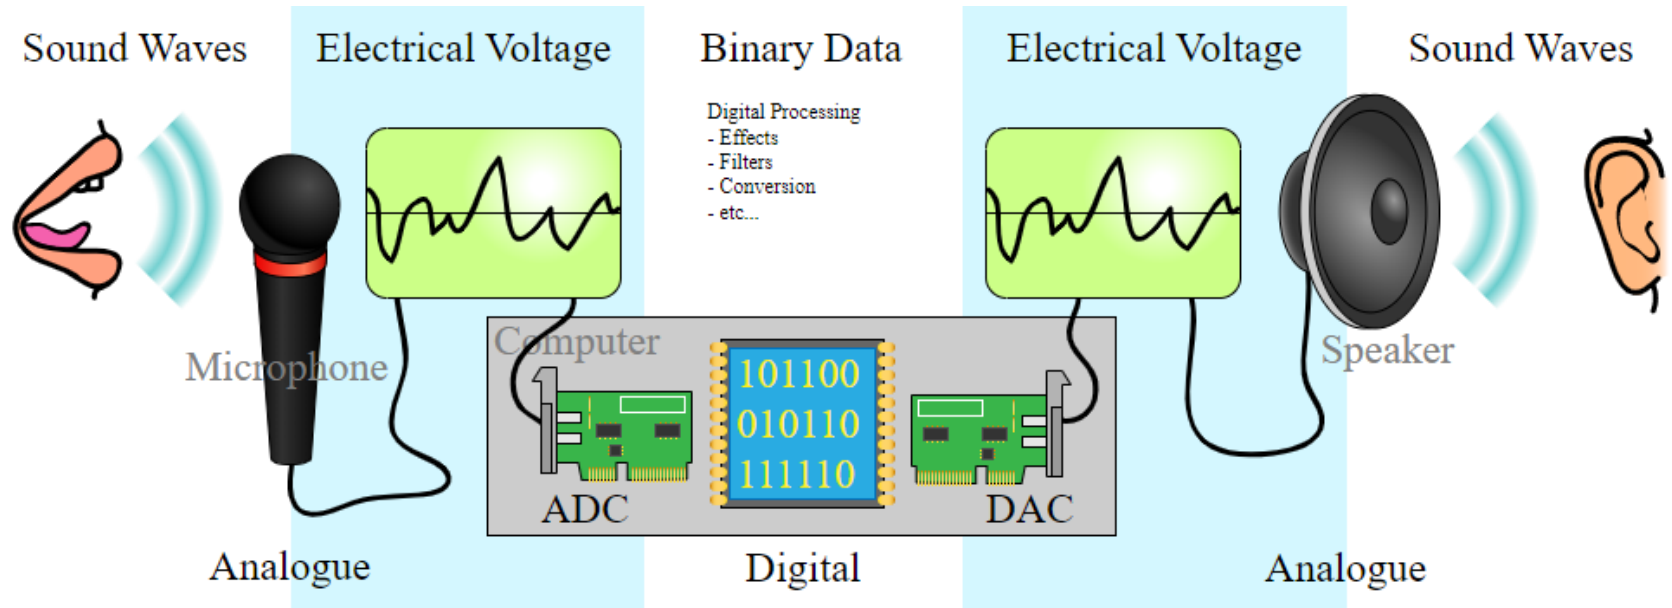 Sound Waves
Electrical Voltage
Binary Data
Electrical Voltage
Sound Waves
Digital Processing
- Effects
- Filters
- Conversion
- etc...
Microphone
Computer
Speaker
101100
010110
111110
ADC
DAC
Analogue
Digital
Analogue